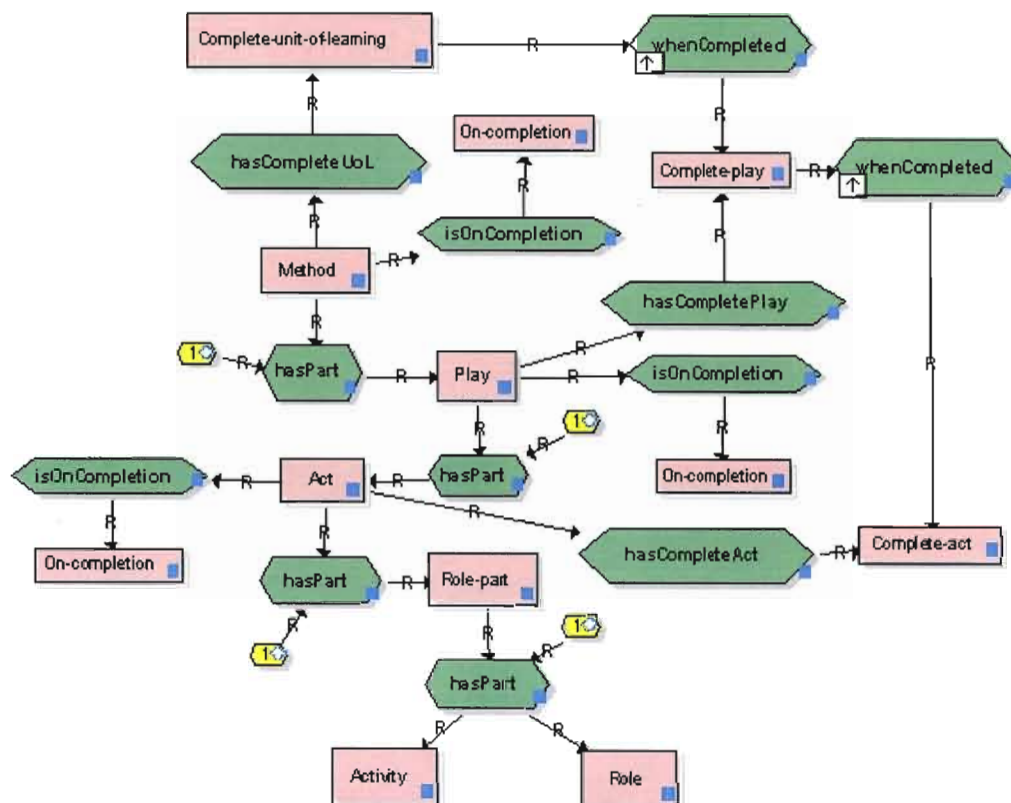 Complete-unit-of-learning
R
whenCompleted
R
R
On-completion
hasCompleteUoL
Complete-play
R
whenCompleted
R
R
isOnCompletion
R
Method
R
R
hasCompletePlay
R
1
R
hasPart
R
Play
R
R
isOnCompletion
R
R
1
R
R
isOnCompletion
R
Act
R
hasPart
On-completion
R
R
R
hasCompleteAct
R
Complete-act
On-completion
hasPart
R
Role-part
R
1
R
1
R
hasPart
R
R
Activity
Role